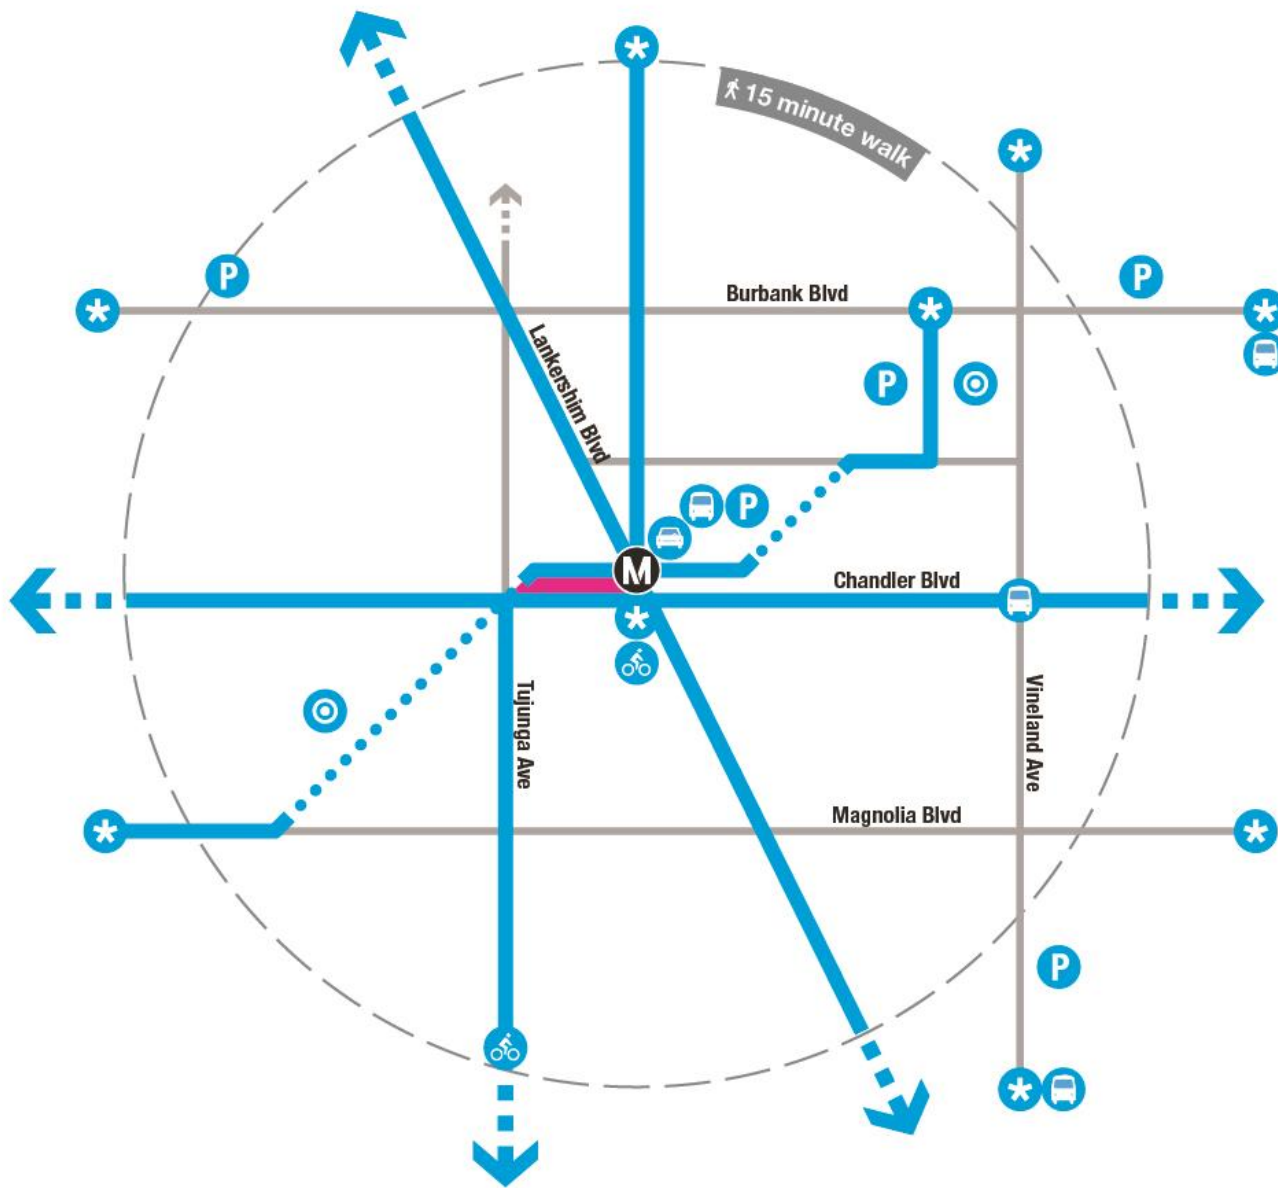 15 minute walk
P
P
Burbank Blvd
Lankershim Blvd
P
P
M
Chandler Blvd
Tujunga Ave
Vineland Ave
Magnolia Blvd
P